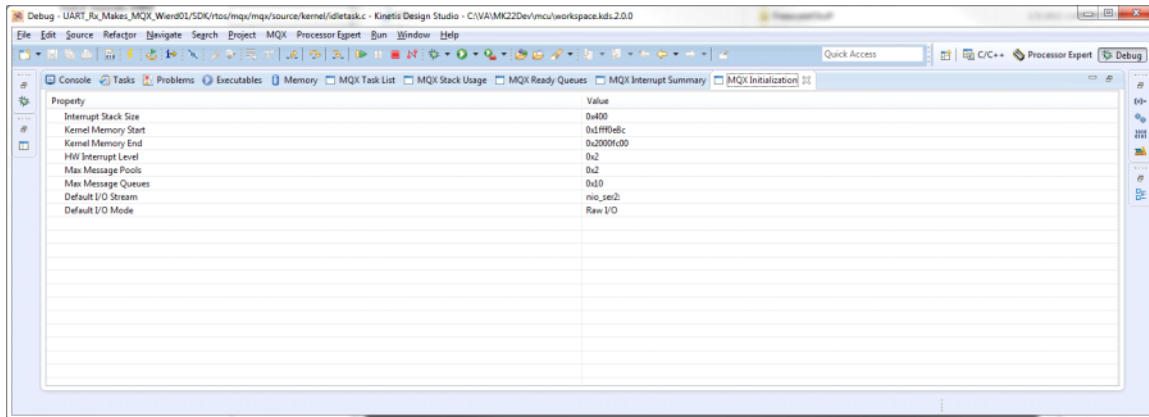 Debug - UART_Rx_Makes_MQX_Wierd01/SDK/rtos/mqx/mqx/source/kernel/idletask.c - Kinetis Design Studio - C:\VA\MK22Dev\mcu\workspace.kds.2.0.0
File Edit Source Refactor Navigate Search Project MQX ProcessorExpert Run Window Help
Quick Access C/C++ Processor Expert Debug
Console Tasks Problems Executables Memory MQX Task List MQX Stack Usage MQX Ready Queues MQX Interrupt Summary MQX Initialization
Property Value
Interrupt Stack Size 0x400
Kernel Memory Start 0x1fff0e8c
Kernel Memory End 0x2000fc00
HW Interrupt Level 0x2
Max Message Pools 0x2
Max Message Queues 0x10
Default I/O Stream nio_ser2:
Default I/O Mode Raw I/O